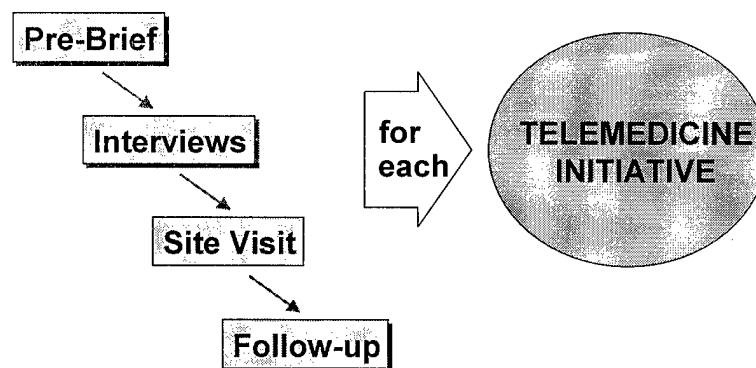 Pre-Brief
Interviews
Site Visit
Follow-up
for
each
TELEMEDICINE
INITIATIVE